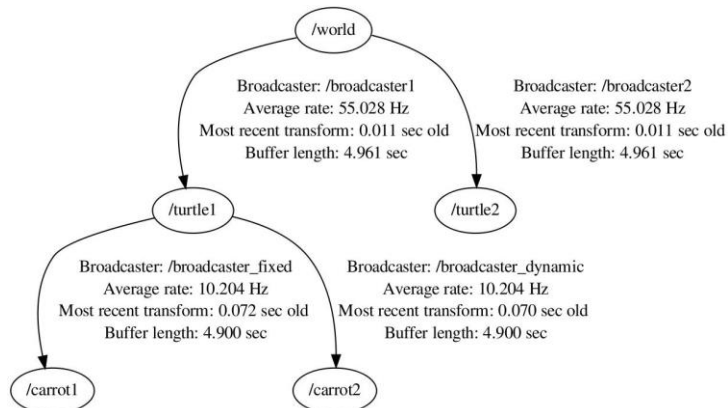 /world
Broadcaster: /broadcaster1
Average rate: 55.028 Hz
Most recent transform: 0.011 sec old
Buffer length: 4.961 sec
Broadcaster: /broadcaster2
Average rate: 55.028 Hz
Most recent transform: 0.011 sec old
Buffer length: 4.961 sec
/turtle1
/turtle2
Broadcaster: /broadcaster_fixed
Average rate: 10.204 Hz
Most recent transform: 0.072 sec old
Buffer length: 4.900 sec
Broadcaster: /broadcaster_dynamic
Average rate: 10.204 Hz
Most recent transform: 0.070 sec old
Buffer length: 4.900 sec
/carrot1
/carrot2